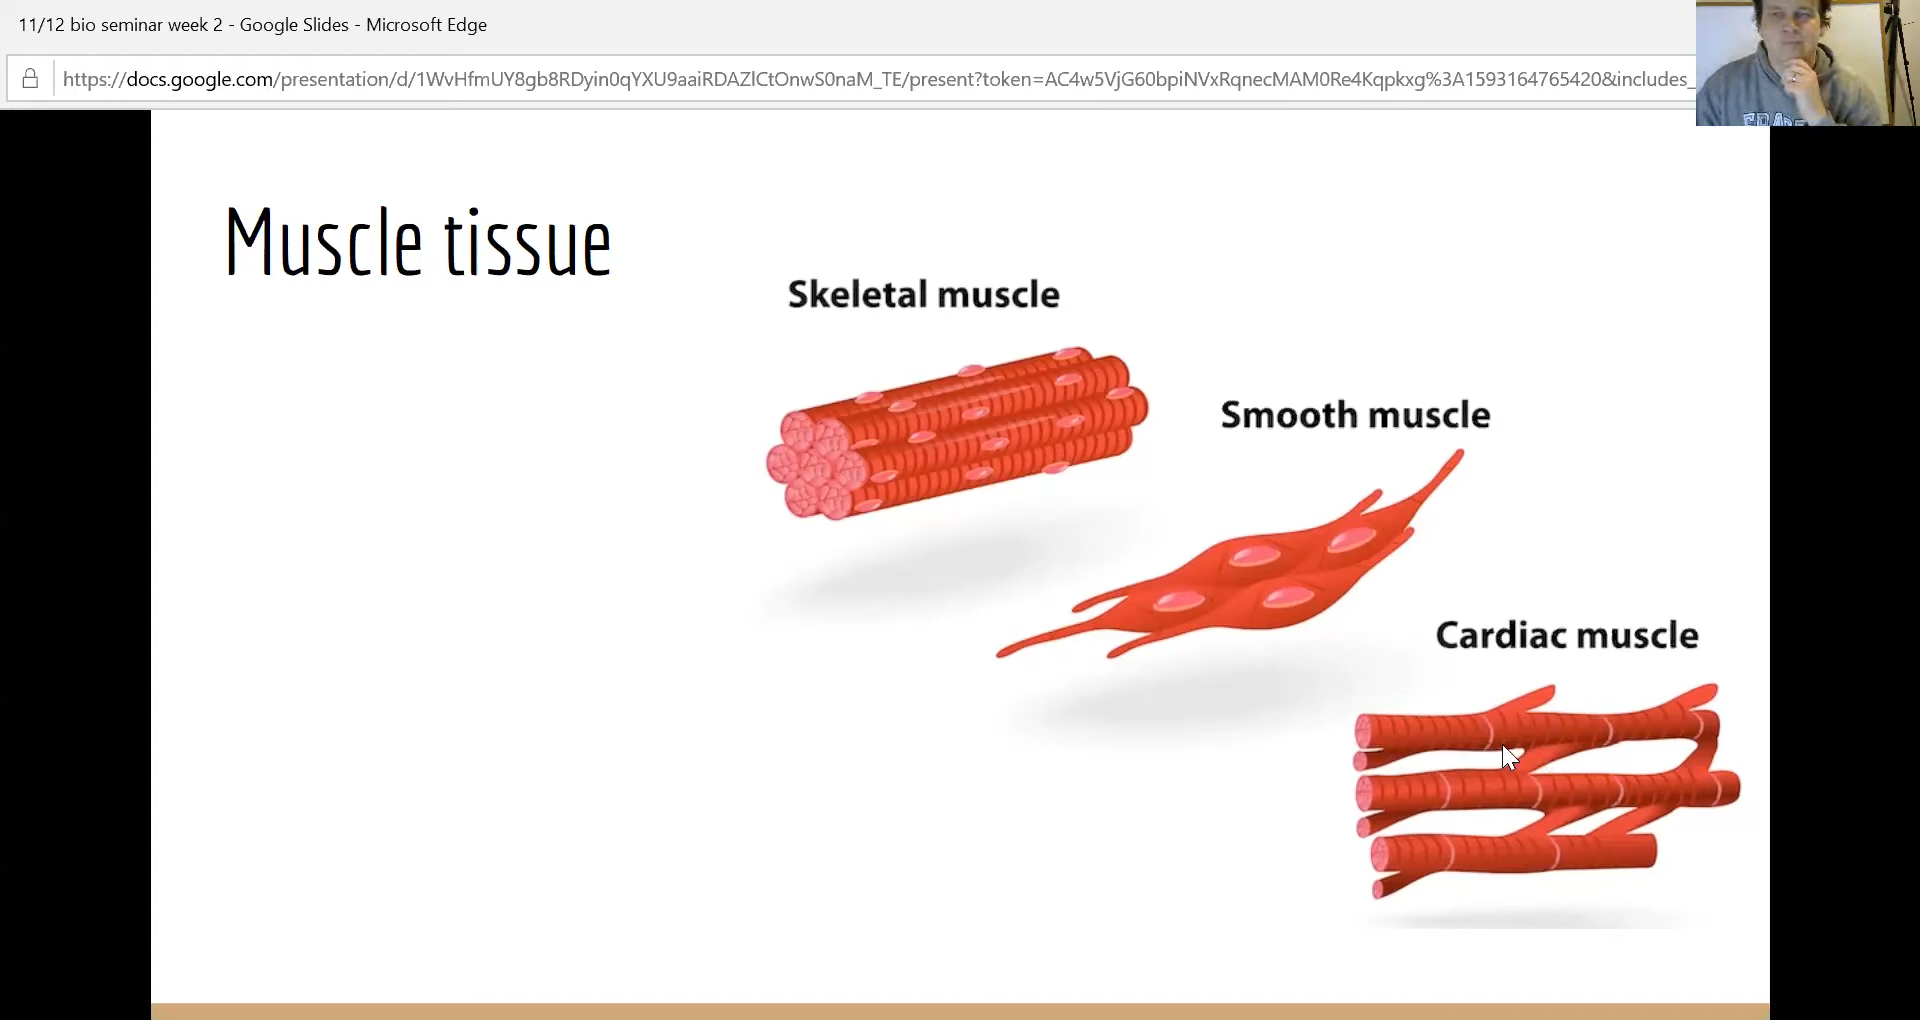 11/12 bio seminar week 2 - Google Slides - Microsoft Edge
https://docs.google.com/presentation/d/1WvHfmUY8gb8RDyin0qYXU9aaiRDAZlCtOnwS0naM_TE/present?token=AC4w5VjG60bpiNVxRqnecMAM0Re4Kqpkxg%3A1593164765420&includes_
Muscle tissue
Skeletal muscle
Smooth muscle
Cardiac muscle